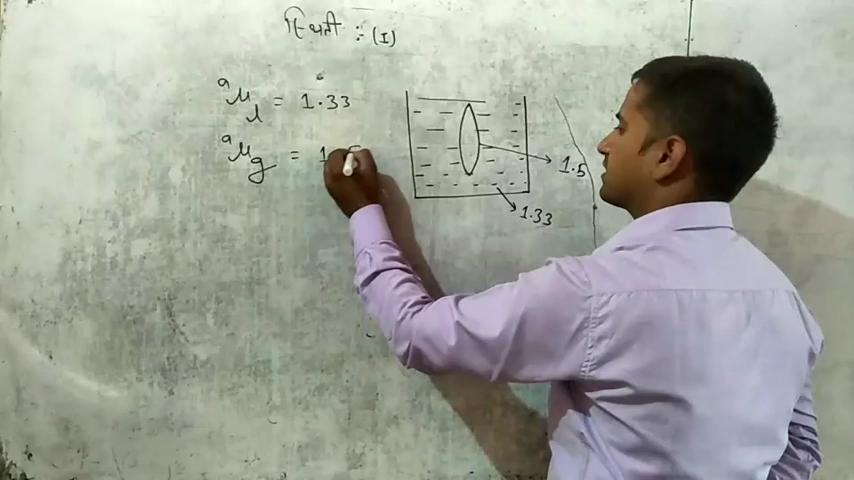 स्थिति :- (I)
ᵃμₗ = 1.33
ᵃμg = 1.5
1.5
1.33